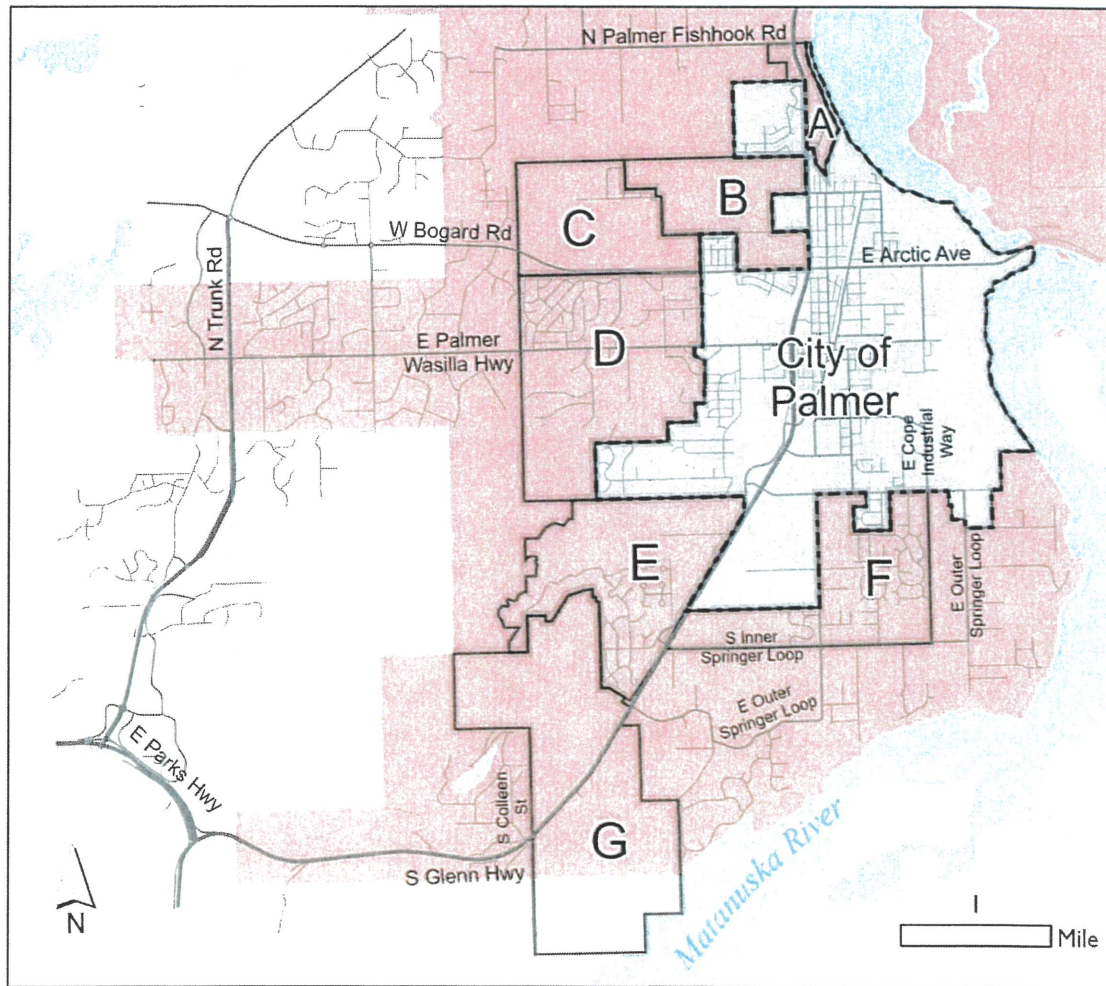 N Palmer Fishhook Rd
A
B
C
W Bogard Rd
E Arctic Ave
N Trunk Rd
E Palmer
Wasilla Hwy
D
City of
Palmer
E Cope
Industrial
Way
E
F
E Outer
Springer Loop
S Inner
Springer Loop
E Outer
Springer Loop
E Parks Hwy
S Colleen
St
G
S Glenn Hwy
Matanuska River
N
1
Mile